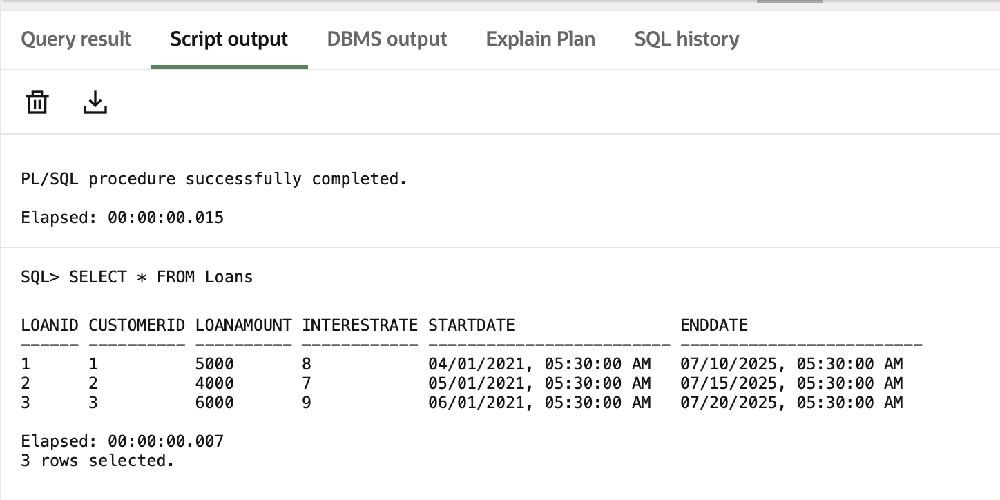 Query result Script output DBMS output Explain Plan SQL history
PL/SQL procedure successfully completed.
Elapsed: 00:00:00.015
SQL> SELECT * FROM Loans
LOANID CUSTOMERID LOANAMOUNT INTERESTRATE STARTDATE                 ENDDATE
------ ---------- ---------- ------------ ------------------------- -------------------------
1      1          5000       8            04/01/2021, 05:30:00 AM   07/10/2025, 05:30:00 AM
2      2          4000       7            05/01/2021, 05:30:00 AM   07/15/2025, 05:30:00 AM
3      3          6000       9            06/01/2021, 05:30:00 AM   07/20/2025, 05:30:00 AM
Elapsed: 00:00:00.007
3 rows selected.